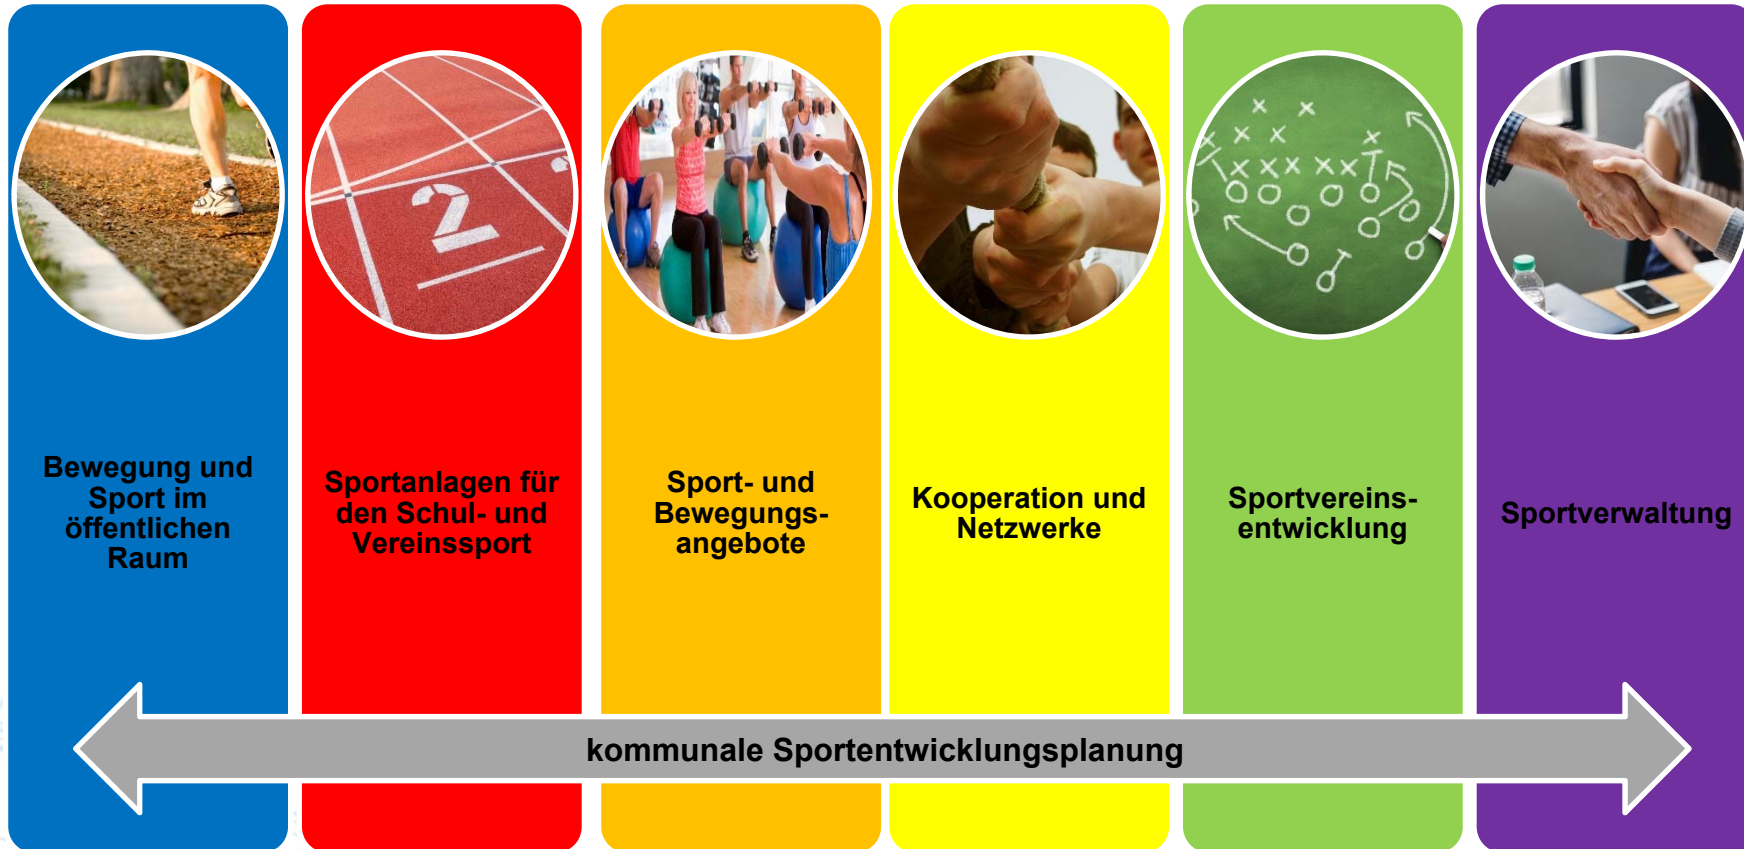 2
Bewegung und
Sport im
öffentlichen
Raum
Sportanlagen für
den Schul- und
Vereinssport
Sport- und
Bewegungs-
angebote
Kooperation und
Netzwerke
Sportvereins-
entwicklung
Sportverwaltung
kommunale Sportentwicklungsplanung